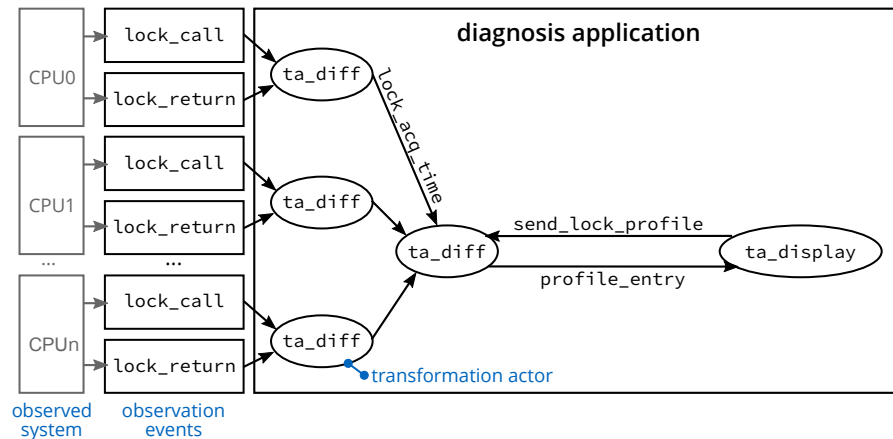 diagnosis application
CPU0
lock_call
lock_return
ta_diff
lock_acq_time
CPU1
lock_call
lock_return
ta_diff
...
...
ta_diff
send_lock_profile
profile_entry
ta_display
CPUn
lock_call
lock_return
ta_diff
transformation actor
observed
system
observation
events